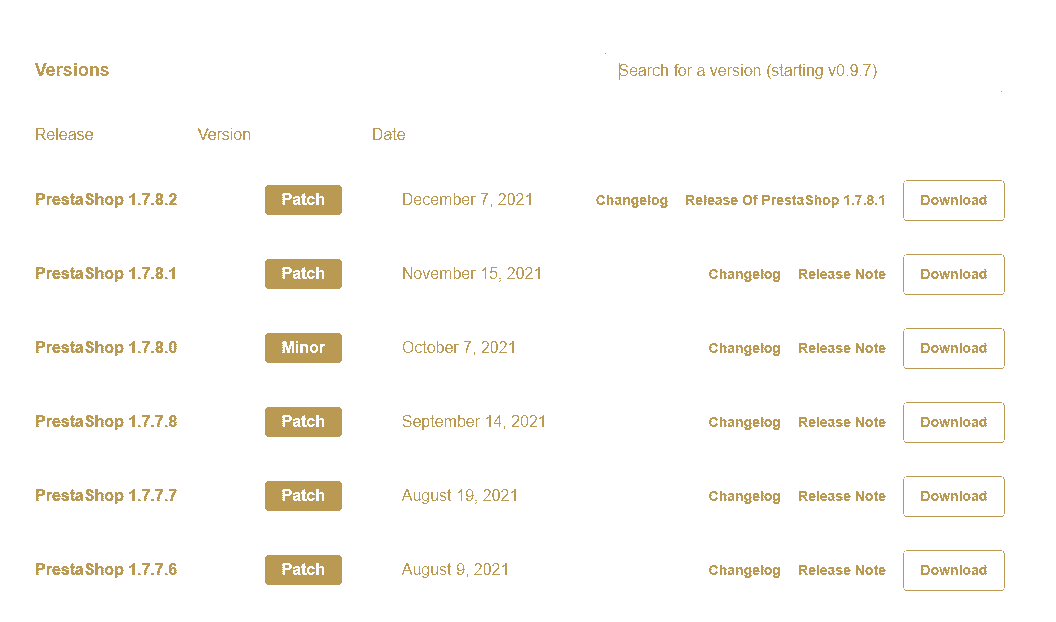 Versions Search for a version (starting v0.9.7)
Release Version Date
PrestaShop 1.7.8.2 Patch December 7, 2021 Changelog Release Of PrestaShop 1.7.8.1 Download
PrestaShop 1.7.8.1 Patch November 15, 2021 Changelog Release Note Download
PrestaShop 1.7.8.0 Minor October 7, 2021 Changelog Release Note Download
PrestaShop 1.7.7.8 Patch September 14, 2021 Changelog Release Note Download
PrestaShop 1.7.7.7 Patch August 19, 2021 Changelog Release Note Download
PrestaShop 1.7.7.6 Patch August 9, 2021 Changelog Release Note Download